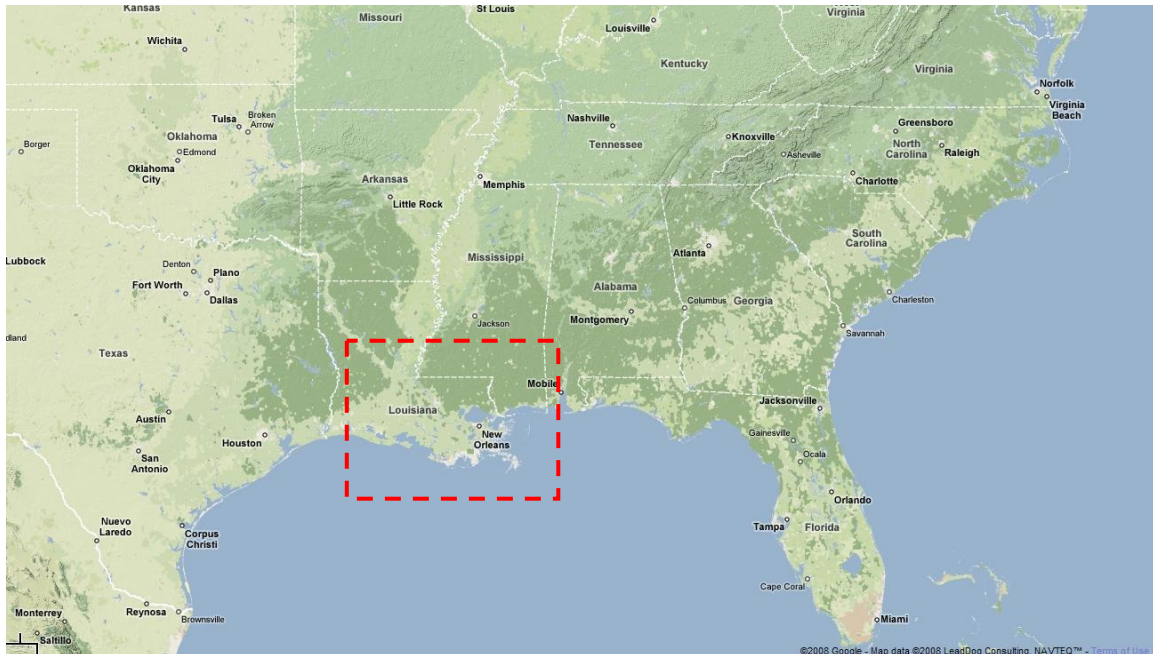 Kansas
Missouri
St Louis
Louisville
West
Virginia
Wichita
Kentucky
Virginia
Norfolk
Virginia
Beach
Tulsa
Broken
Arrow
Nashville
Greensboro
Oklahoma
Knoxville
Borger
Edmond
Tennessee
North
Carolina
Raleigh
Oklahoma
City
Asheville
Arkansas
Memphis
Charlotte
Little Rock
South
Carolina
Atlanta
Lubbock
Denton
Plano
Mississippi
Fort Worth
Dallas
Alabama
Columbus
Georgia
Charleston
Jackson
Montgomery
Savannah
dland
Texas
Mobile
Louisiana
Jacksonville
Austin
New
Orleans
Gainesville
Houston
San
Antonio
Ocala
Orlando
Nuevo
Laredo
Corpus
Christi
Tampa
Florida
Cape Coral
Monterrey
Reynosa
Brownsville
Miami
Saltillo
©2008 Google - Map data ©2008 LeadDog Consulting, NAVTEQ™ - Terms of Use